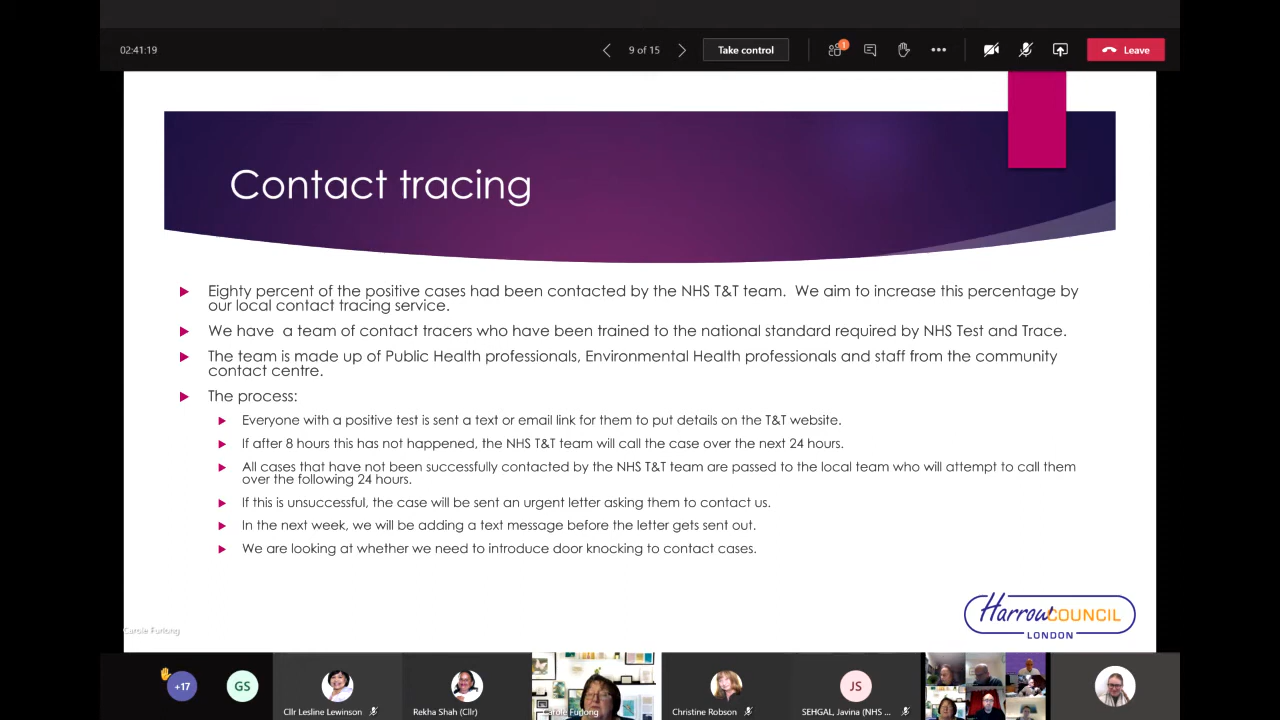 02:41:19
9 of 15
Take control
1
Leave
Contact tracing
Eighty percent of the positive cases had been contacted by the NHS T&T team.  We aim to increase this percentage by
our local contact tracing service.
We have  a team of contact tracers who have been trained to the national standard required by NHS Test and Trace.
The team is made up of Public Health professionals, Environmental Health professionals and staff from the community
contact centre.
The process:
Everyone with a positive test is sent a text or email link for them to put details on the T&T website.
If after 8 hours this has not happened, the NHS T&T team will call the case over the next 24 hours.
All cases that have not been successfully contacted by the NHS T&T team are passed to the local team who will attempt to call them
over the following 24 hours.
If this is unsuccessful, the case will be sent an urgent letter asking them to contact us.
In the next week, we will be adding a text message before the letter gets sent out.
We are looking at whether we need to introduce door knocking to contact cases.
HarrowCOUNCIL
LONDON
Carole Furlong
+17
GS
Cllr Lesline Lewinson
Rekha Shah (Cllr)
Carole Furlong
Christine Robson
JS
SEHGAL, Javina (NHS ...